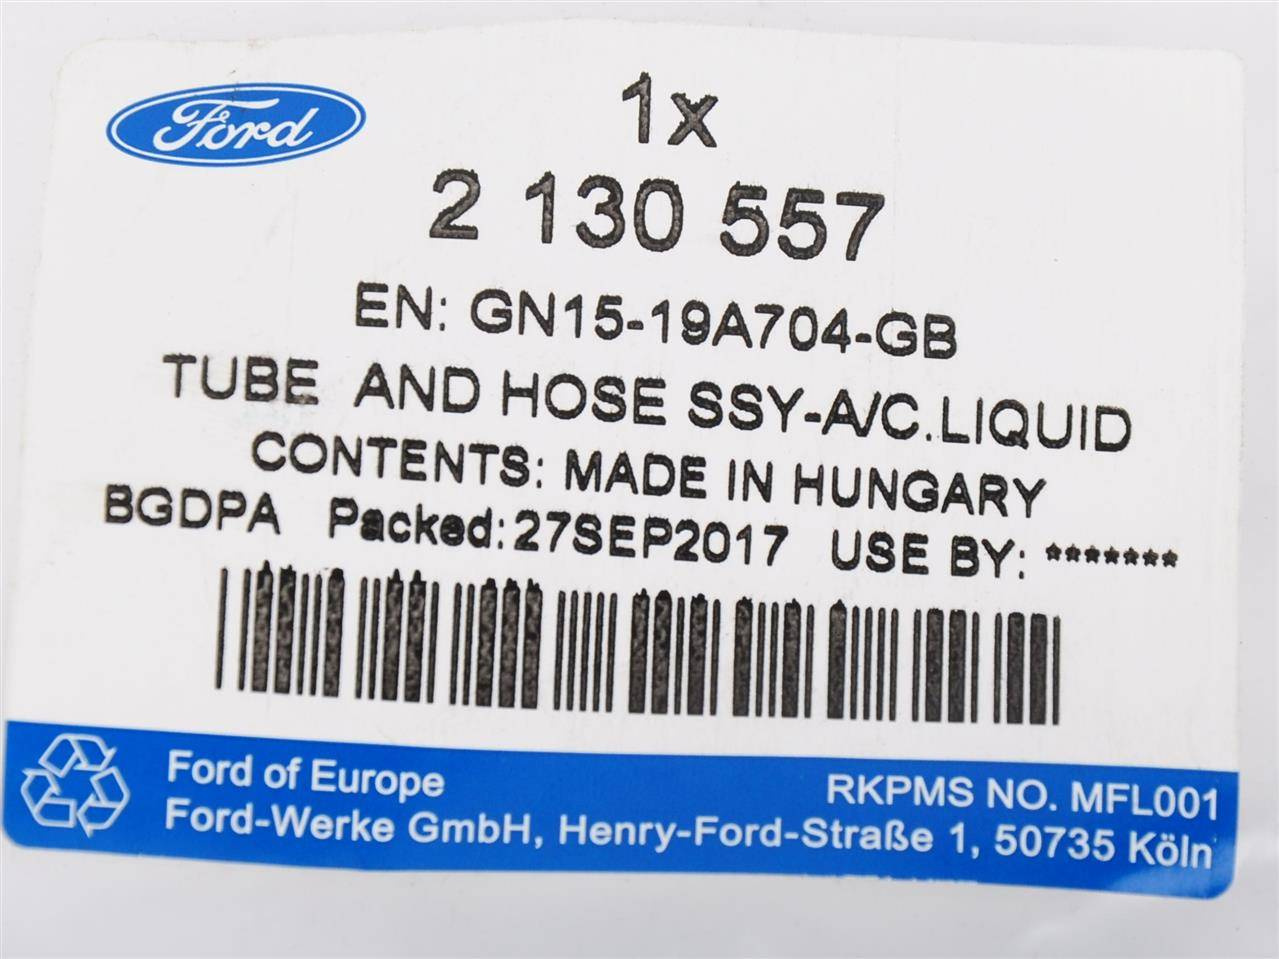 Ford
1x
2 130 557
EN: GN15-19A704-GB
TUBE AND HOSE SSY-A/C.LIQUID
CONTENTS: MADE IN HUNGARY
BGDPA Packed:27SEP2017 USE BY: *******
Ford of Europe RKPMS NO. MFL001
Ford-Werke GmbH, Henry-Ford-Straße 1, 50735 Köln